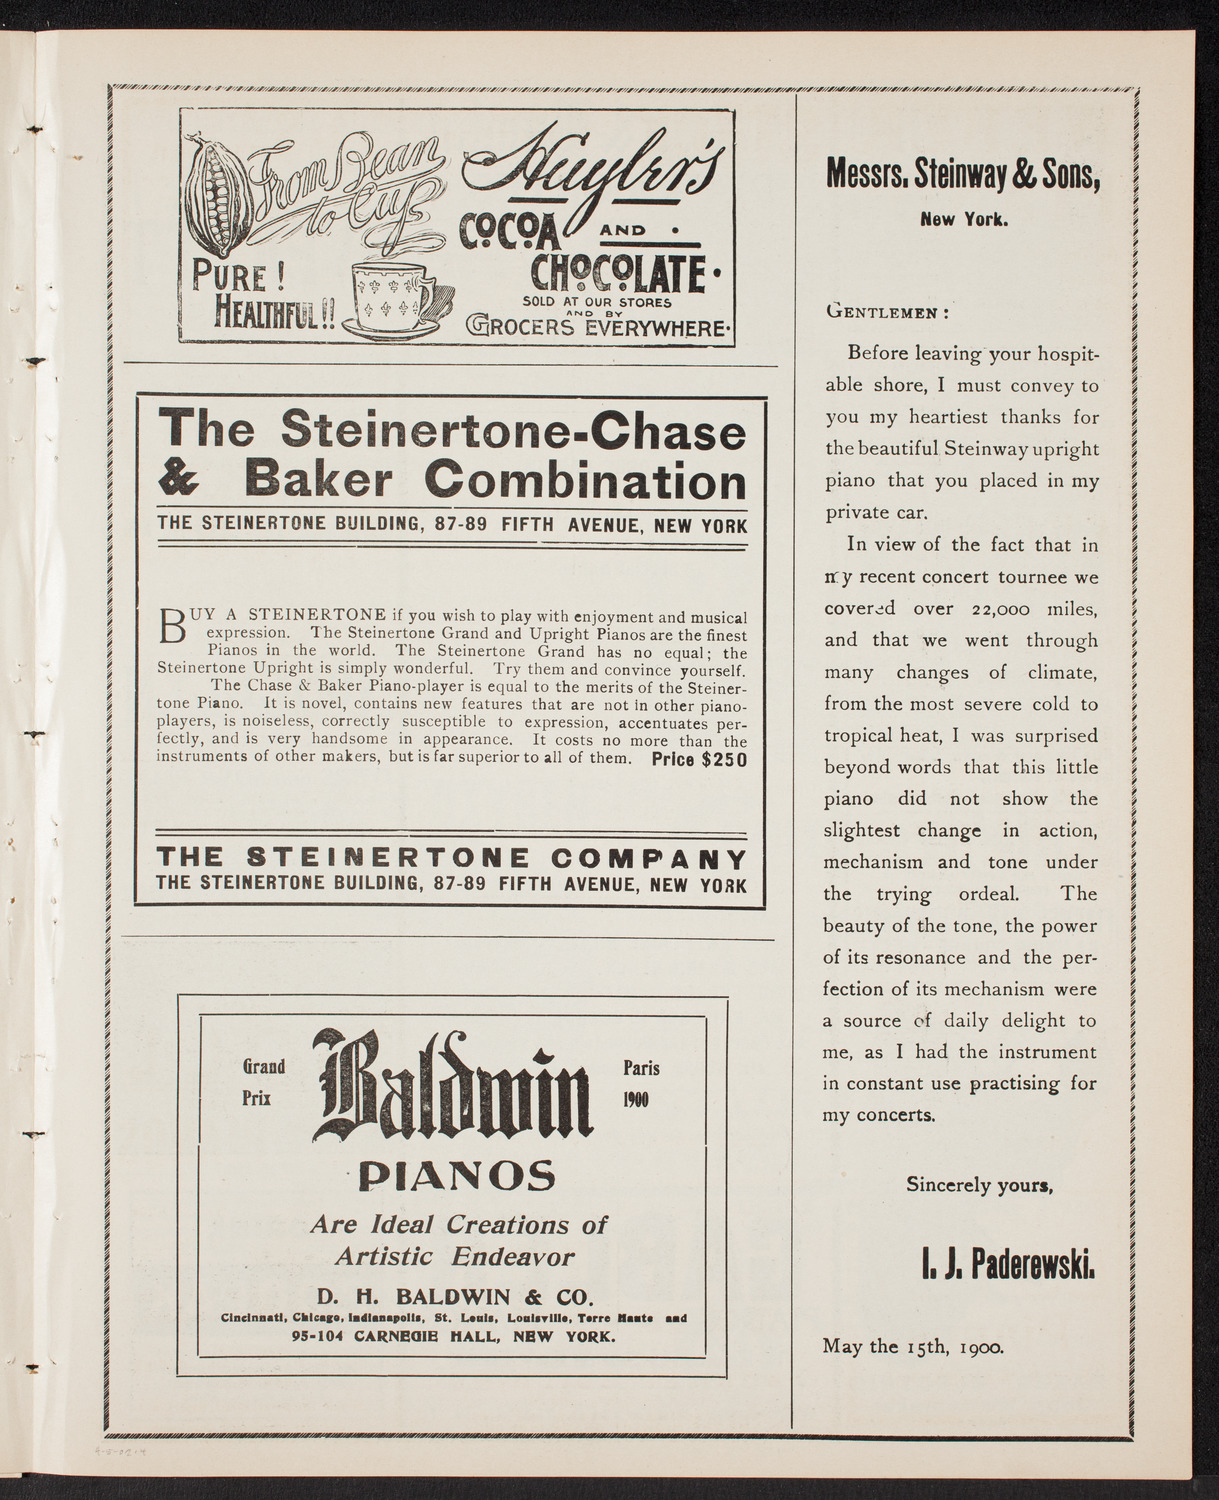 From Bean
to Cup
PURE!
HEALTHFUL!!
Huyler's
COCOA AND
CHOCOLATE.
SOLD AT OUR STORES
AND BY
GROCERS EVERYWHERE.
The Steinertone-Chase
& Baker Combination
THE STEINERTONE BUILDING, 87-89 FIFTH AVENUE, NEW YORK
BUY A STEINERTONE if you wish to play with enjoyment and musical
expression. The Steinertone Grand and Upright Pianos are the finest
Pianos in the world. The Steinertone Grand has no equal; the
Steinertone Upright is simply wonderful. Try them and convince yourself.
The Chase & Baker Piano-player is equal to the merits of the Steiner-
tone Piano. It is novel, contains new features that are not in other piano-
players, is noiseless, correctly susceptible to expression, accentuates per-
fectly, and is very handsome in appearance. It costs no more than the
instruments of other makers, but is far superior to all of them. Price $250
THE STEINERTONE COMPANY
THE STEINERTONE BUILDING, 87-89 FIFTH AVENUE, NEW YORK
Grand
Prix
Baldwin
Paris
1900
PIANOS
Are Ideal Creations of
Artistic Endeavor
D. H. BALDWIN & CO.
Cincinnati, Chicago, Indianapolis, St. Louis, Louisville, Terre Haute and
95-104 CARNEGIE HALL, NEW YORK.
Messrs. Steinway & Sons,
New York.
GENTLEMEN:
Before leaving your hospit-
able shore, I must convey to
you my heartiest thanks for
the beautiful Steinway upright
piano that you placed in my
private car.
In view of the fact that in
my recent concert tournee we
covered over 22,000 miles,
and that we went through
many changes of climate,
from the most severe cold to
tropical heat, I was surprised
beyond words that this little
piano did not show the
slightest change in action,
mechanism and tone under
the trying ordeal. The
beauty of the tone, the power
of its resonance and the per-
fection of its mechanism were
a source of daily delight to
me, as I had the instrument
in constant use practising for
my concerts.
Sincerely yours,
I. J. Paderewski.
May the 15th, 1900.